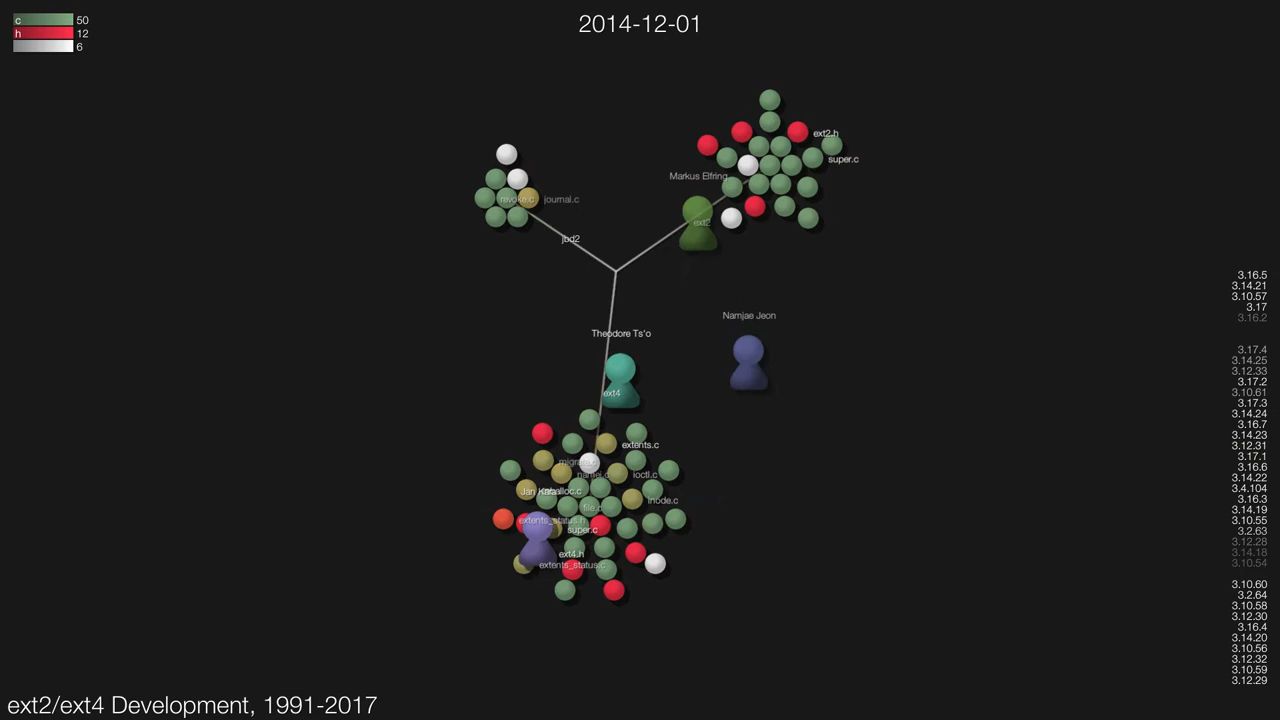 2014-12-01
c 50
h 12
6
ext2.h
super.c
Markus Elfring
revoke.c
journal.c
ext2
jbd2
Namjae Jeon
Theodore Ts'o
ext4
extents.c
migrate.c
namei.c
ioctl.c
inode.c
file.c
extents_status.h
super.c
ext4.h
extents_status.c
3.16.5
3.14.21
3.10.57
3.17
3.16.2
3.17.4
3.14.25
3.12.33
3.17.2
3.10.61
3.17.3
3.14.24
3.16.7
3.14.23
3.12.31
3.17.1
3.16.6
3.14.22
3.4.104
3.16.3
3.14.19
3.10.55
3.2.63
3.12.28
3.14.18
3.10.54
3.10.60
3.2.64
3.10.58
3.12.30
3.16.4
3.14.20
3.10.56
3.12.32
3.10.59
3.12.29
ext2/ext4 Development, 1991-2017